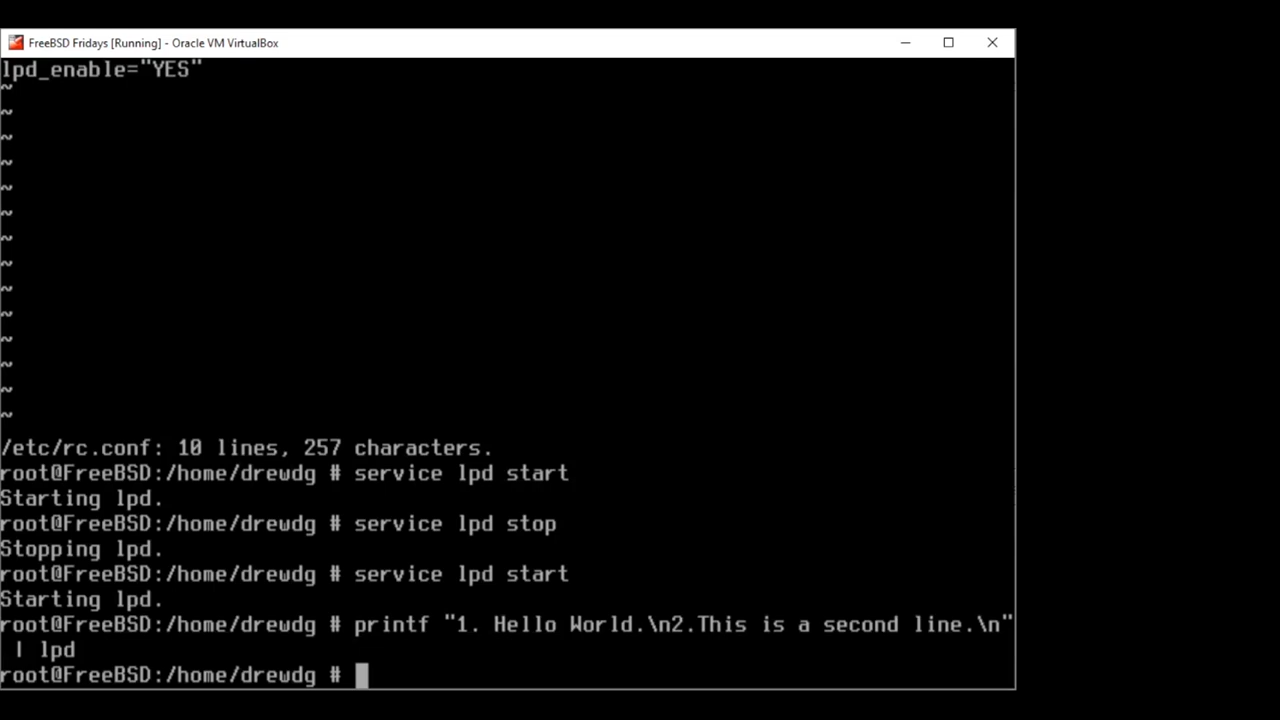 FreeBSD Fridays [Running] - Oracle VM VirtualBox
lpd_enable="YES"
~
~
~
~
~
~
~
~
~
~
~
~
~
~
/etc/rc.conf: 10 lines, 257 characters.
root@FreeBSD:/home/drewdg # service lpd start
Starting lpd.
root@FreeBSD:/home/drewdg # service lpd stop
Stopping lpd.
root@FreeBSD:/home/drewdg # service lpd start
Starting lpd.
root@FreeBSD:/home/drewdg # printf "1. Hello World.\n2.This is a second line.\n"
| lpd
root@FreeBSD:/home/drewdg #